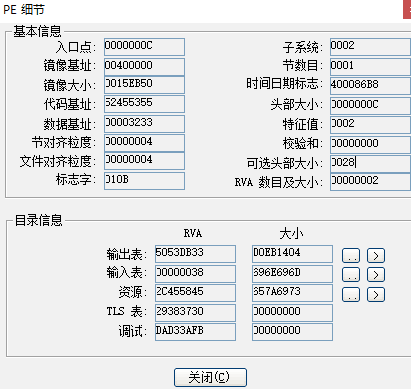 PE 细节
基本信息
入口点: 0000000C 子系统: 0002
镜像基址: 00400000 节数目: 0001
镜像大小: 0015EB50 时间日期标志: 400086B8
代码基址: 52455355 头部大小: 0000000C
数据基址: 00003233 特征值: 0002
节对齐粒度: 00000004 校验和: 00000000
文件对齐粒度: 00000004 可选头部大小: 0028
标志字: 010B RVA 数目及大小: 00000002
目录信息
RVA 大小
输出表: 5053DB33 D0EB1404 .. >
输入表: 00000038 696E696D .. >
资源: 2C455845 657A6973 .. >
TLS 表: 29383730 00000000
调试: DAD33AFB 00000000
关闭(C)